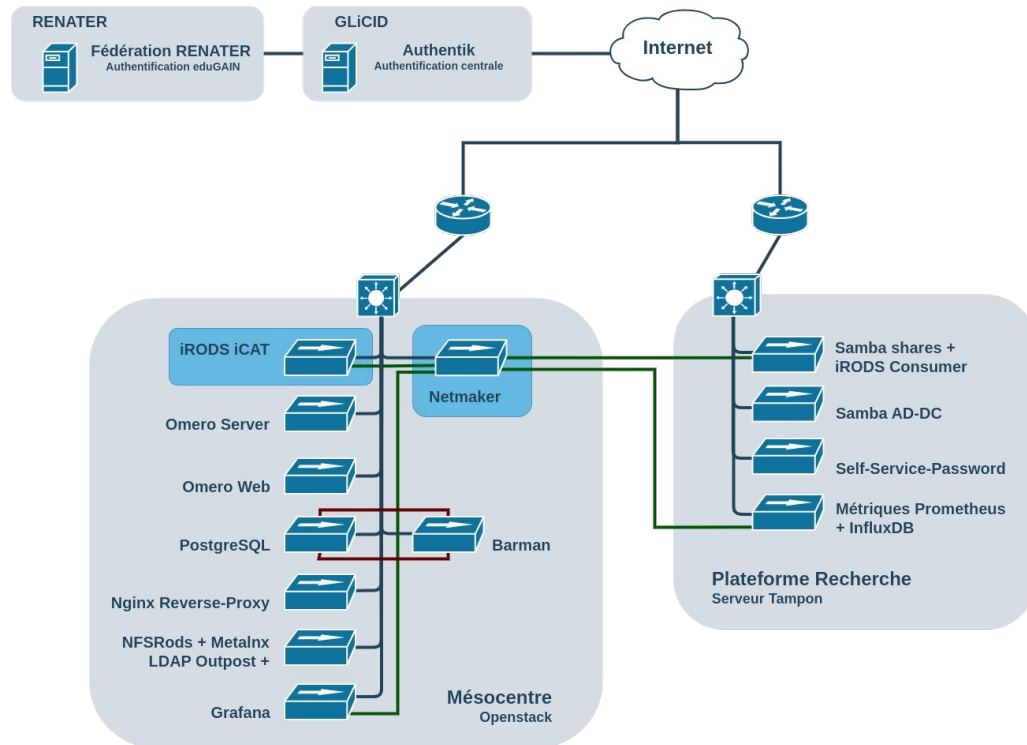 RENATER
Fédération RENATER
Authentification eduGAIN
GLiCID
Authentik
Authentification centrale
Internet
iRODS iCAT
Netmaker
Omero Server
Omero Web
PostgreSQL
Barman
Nginx Reverse-Proxy
NFSRods + Metalnx
LDAP Outpost +
Grafana
Mésocentre
Openstack
Samba shares +
iRODS Consumer
Samba AD-DC
Self-Service-Password
Métriques Prometheus
+ InfluxDB
Plateforme Recherche
Serveur Tampon